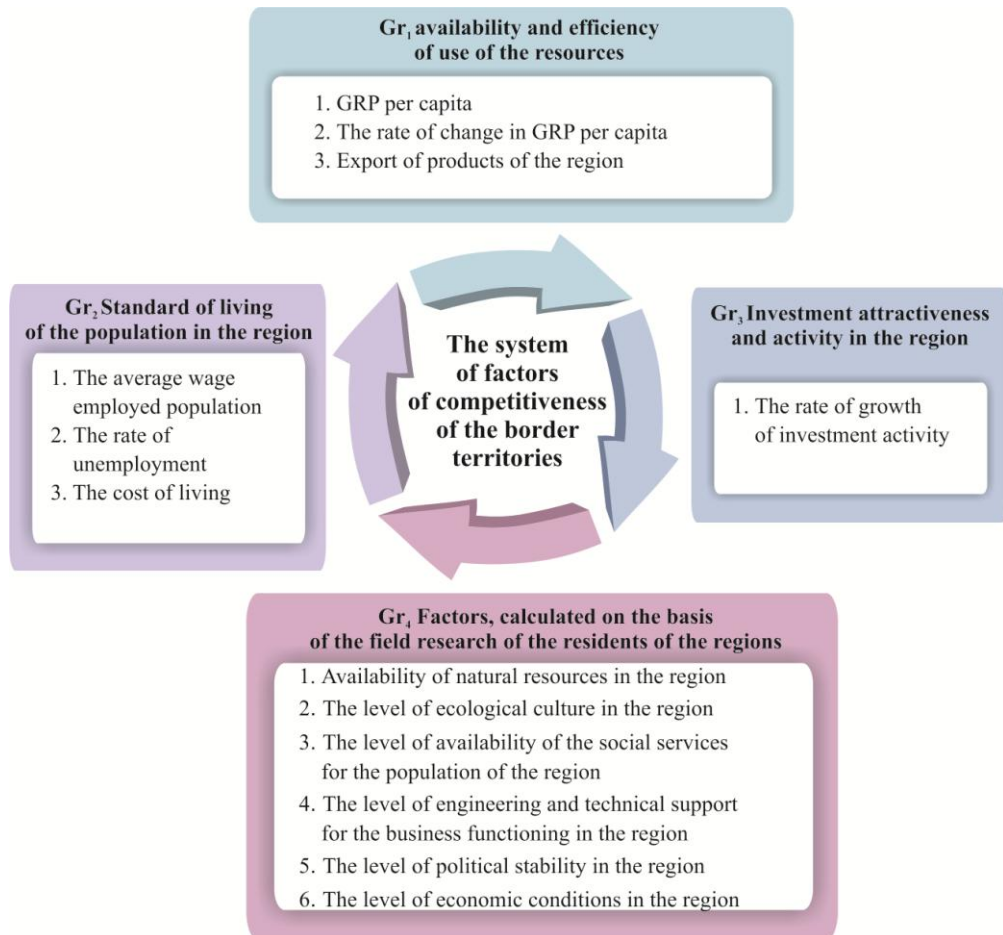 Gr₁ availability and efficiency
of use of the resources
1. GRP per capita
2. The rate of change in GRP per capita
3. Export of products of the region
Gr₂ Standard of living
of the population in the region
1. The average wage
employed population
2. The rate of
unemployment
3. The cost of living
The system
of factors
of competitiveness
of the border
territories
Gr₃ Investment attractiveness
and activity in the region
1. The rate of growth
of investment activity
Gr₄ Factors, calculated on the basis
of the field research of the residents of the regions
1. Availability of natural resources in the region
2. The level of ecological culture in the region
3. The level of availability of the social services
for the population of the region
4. The level of engineering and technical support
for the business functioning in the region
5. The level of political stability in the region
6. The level of economic conditions in the region